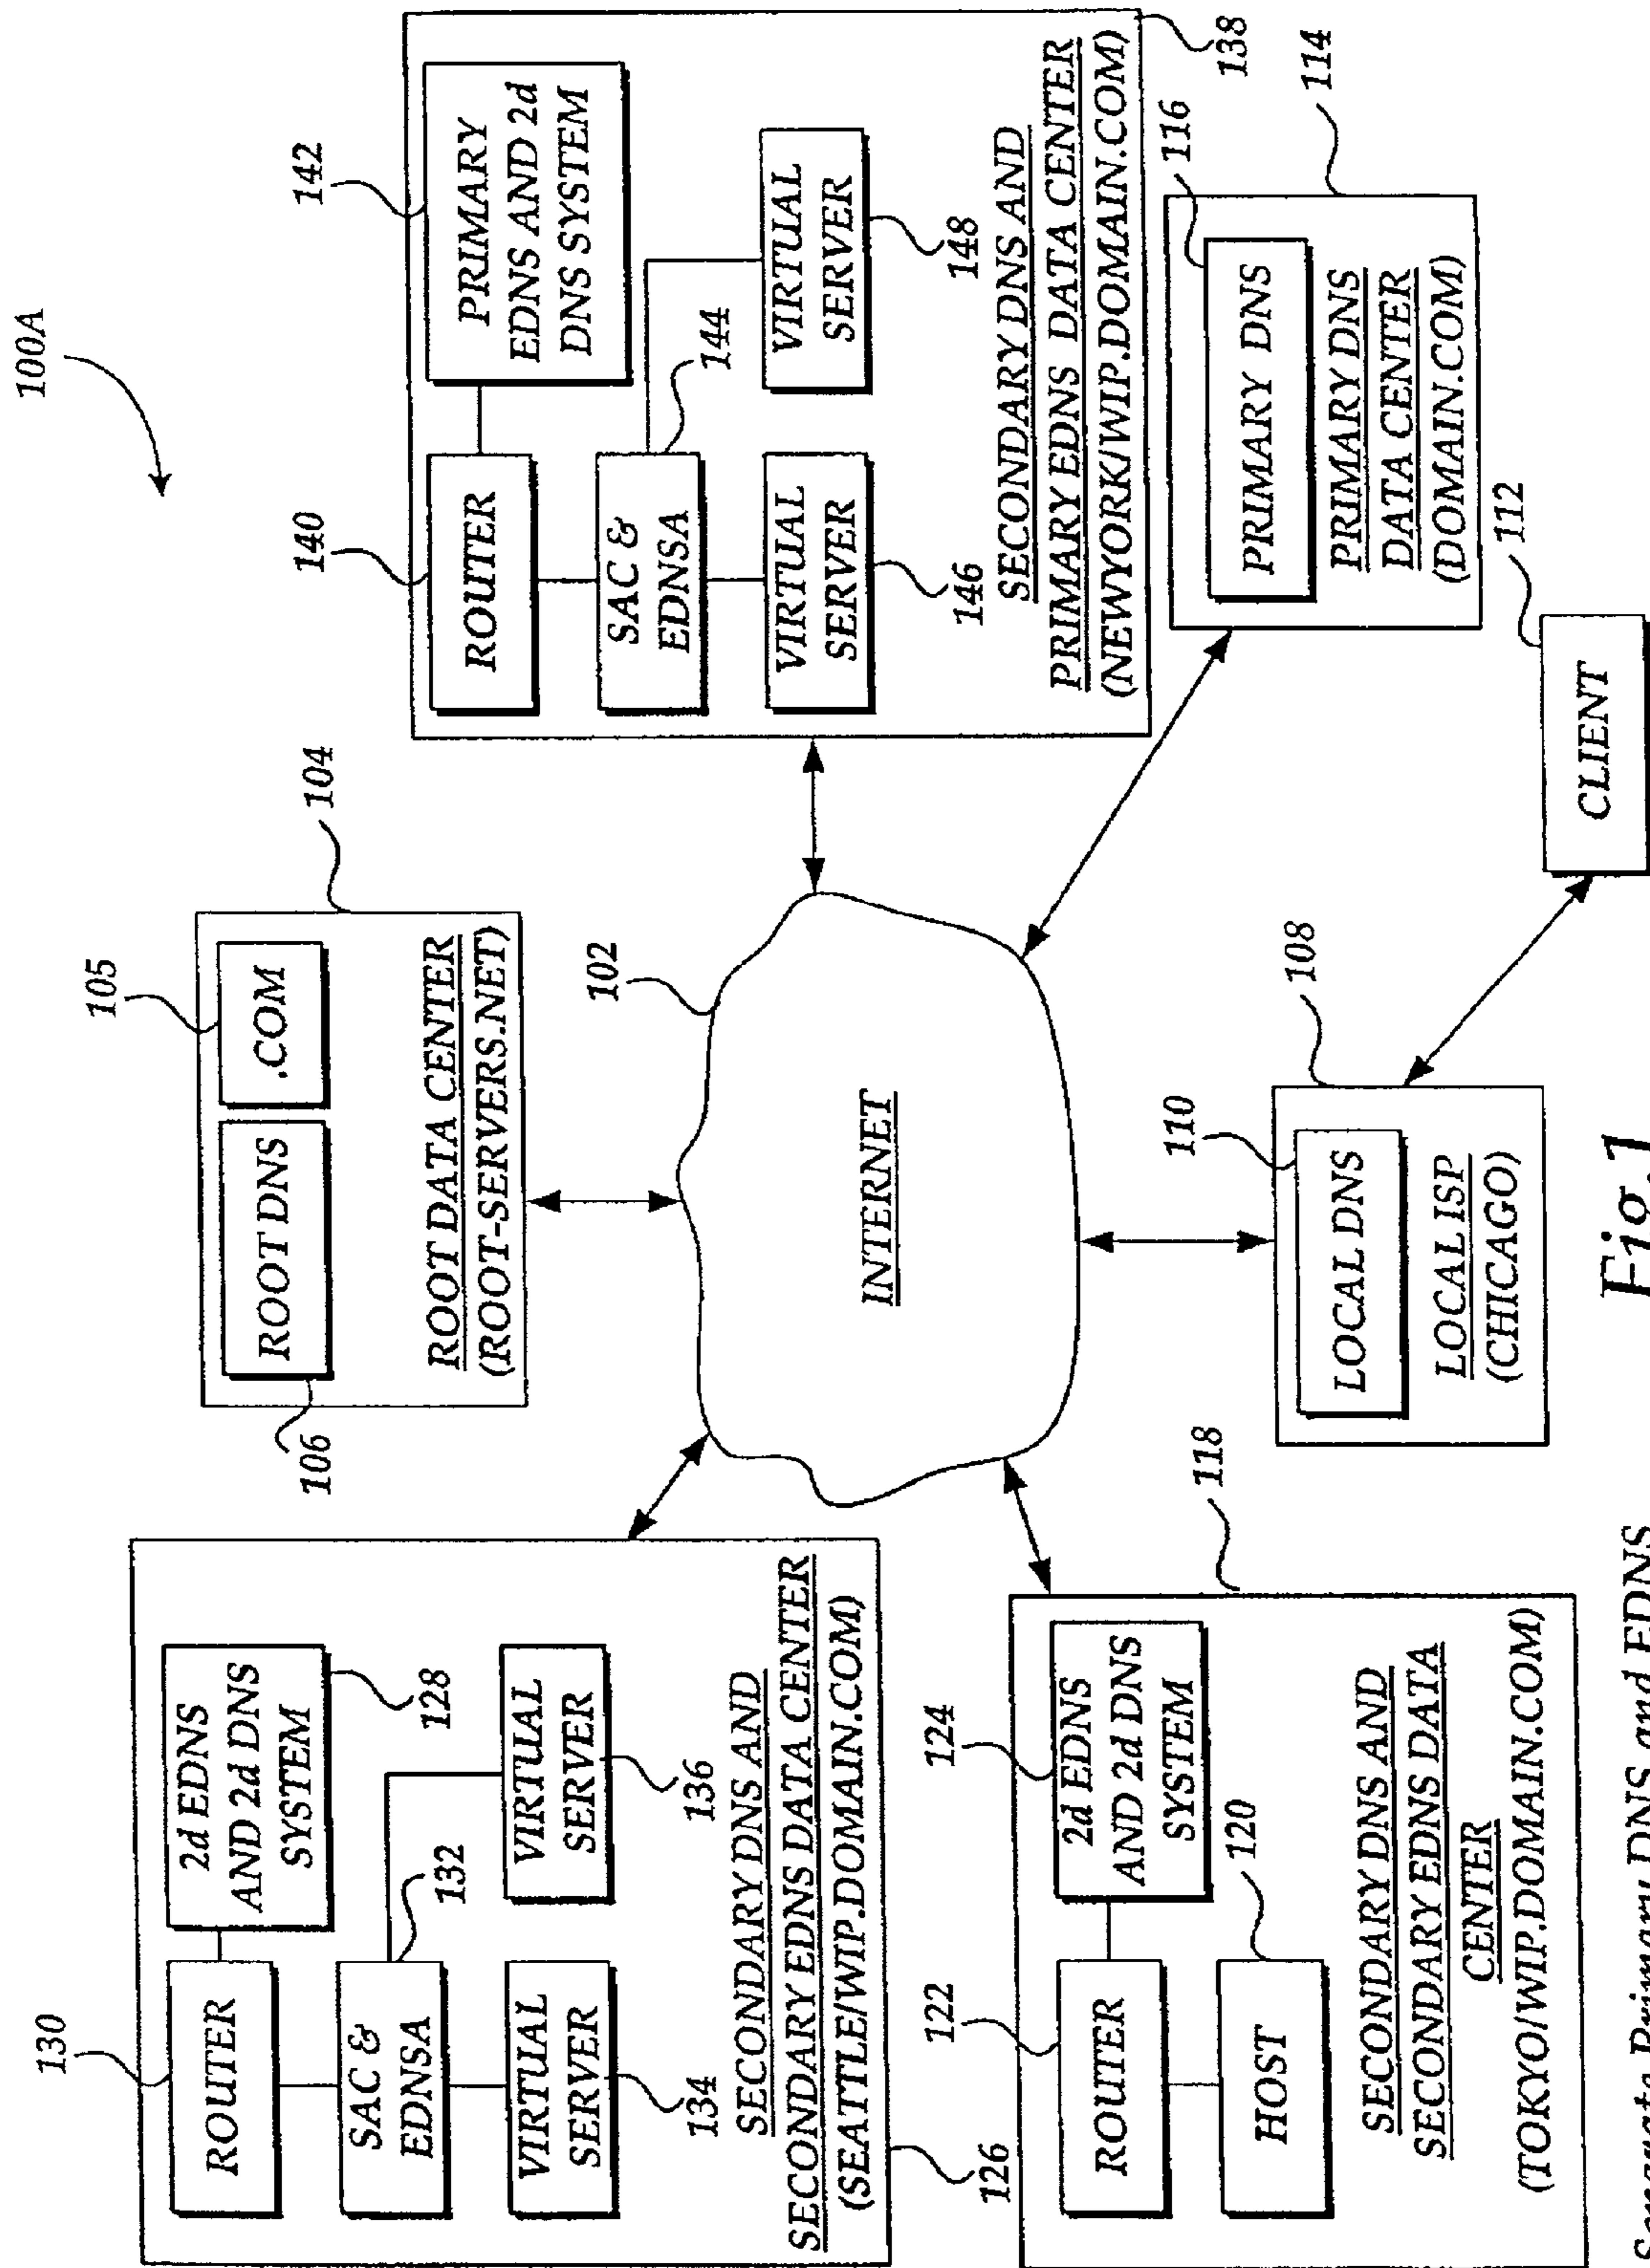 100A
130
ROUTER
2d EDNS
AND 2d DNS
SYSTEM
128
SAC &
EDNSA
132
VIRTUAL
SERVER
134
VIRTUAL
SERVER
136
SECONDARY DNS AND
SECONDARY EDNS DATA CENTER
(SEATTLE/WIP.DOMAIN.COM)
126
105
ROOT DNS
.COM
106
ROOT DATA CENTER
(ROOT-SERVERS.NET)
104
140
ROUTER
142
PRIMARY
EDNS AND 2d
DNS SYSTEM
SAC &
EDNSA
144
VIRTUAL
SERVER
146
VIRTUAL
SERVER
148
SECONDARY DNS AND
PRIMARY EDNS DATA CENTER
(NEWYORK/WIP.DOMAIN.COM)
138
102
INTERNET
122
ROUTER
124
2d EDNS
AND 2d DNS
SYSTEM
HOST
120
SECONDARY DNS AND
SECONDARY EDNS DATA
CENTER
(TOKYO/WIP.DOMAIN.COM)
118
110
LOCAL DNS
LOCAL ISP
(CHICAGO)
108
116
PRIMARY DNS
PRIMARY DNS
DATA CENTER
(DOMAIN.COM)
114
112
CLIENT
Separate Primary DNS and EDNS
Fig.1